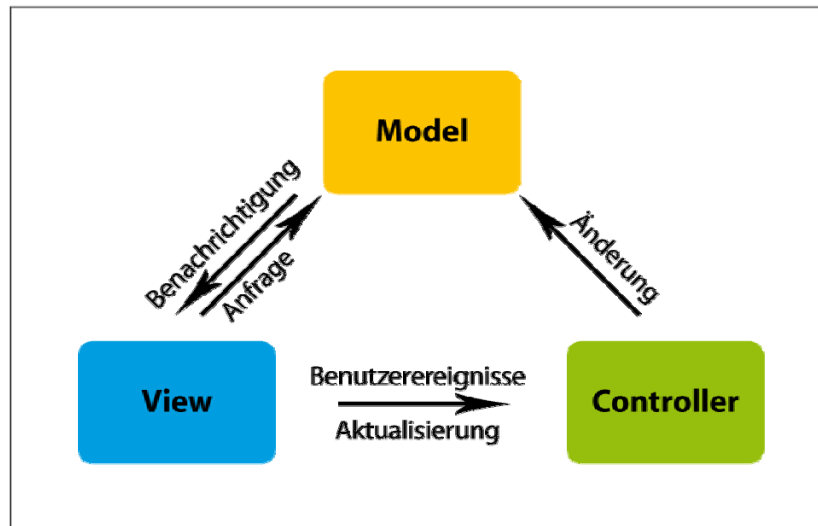 Model
Benachrichtigung
Anfrage
Änderung
View
Benutzerereignisse
Aktualisierung
Controller